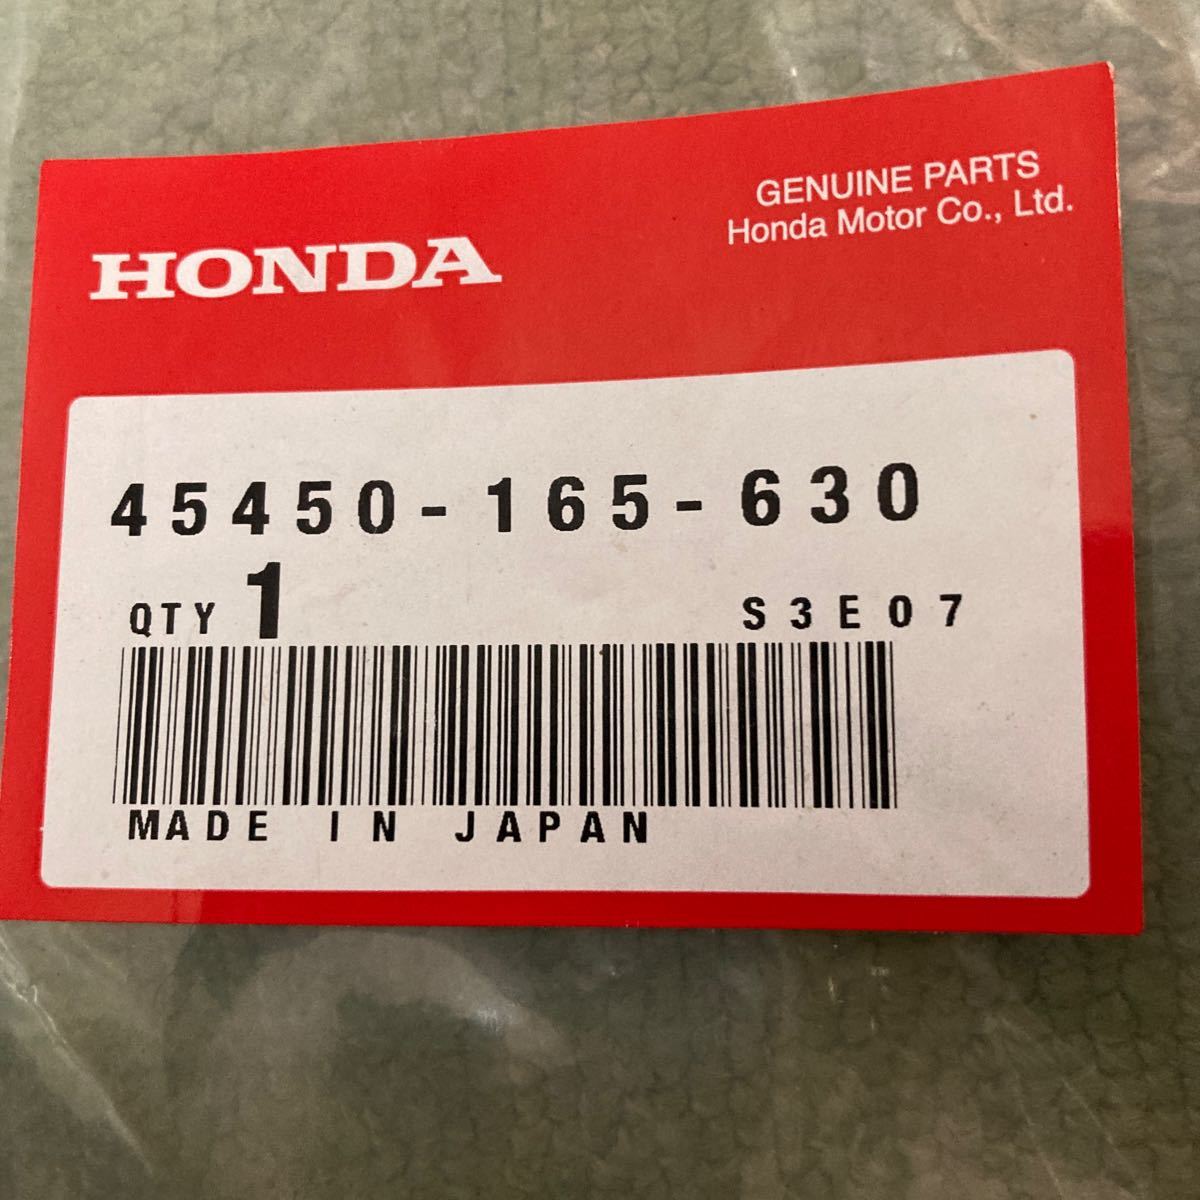 HONDA
GENUINE PARTS
Honda Motor Co., Ltd.
45450-165-630
QTY 1
S3E07
MADE IN JAPAN